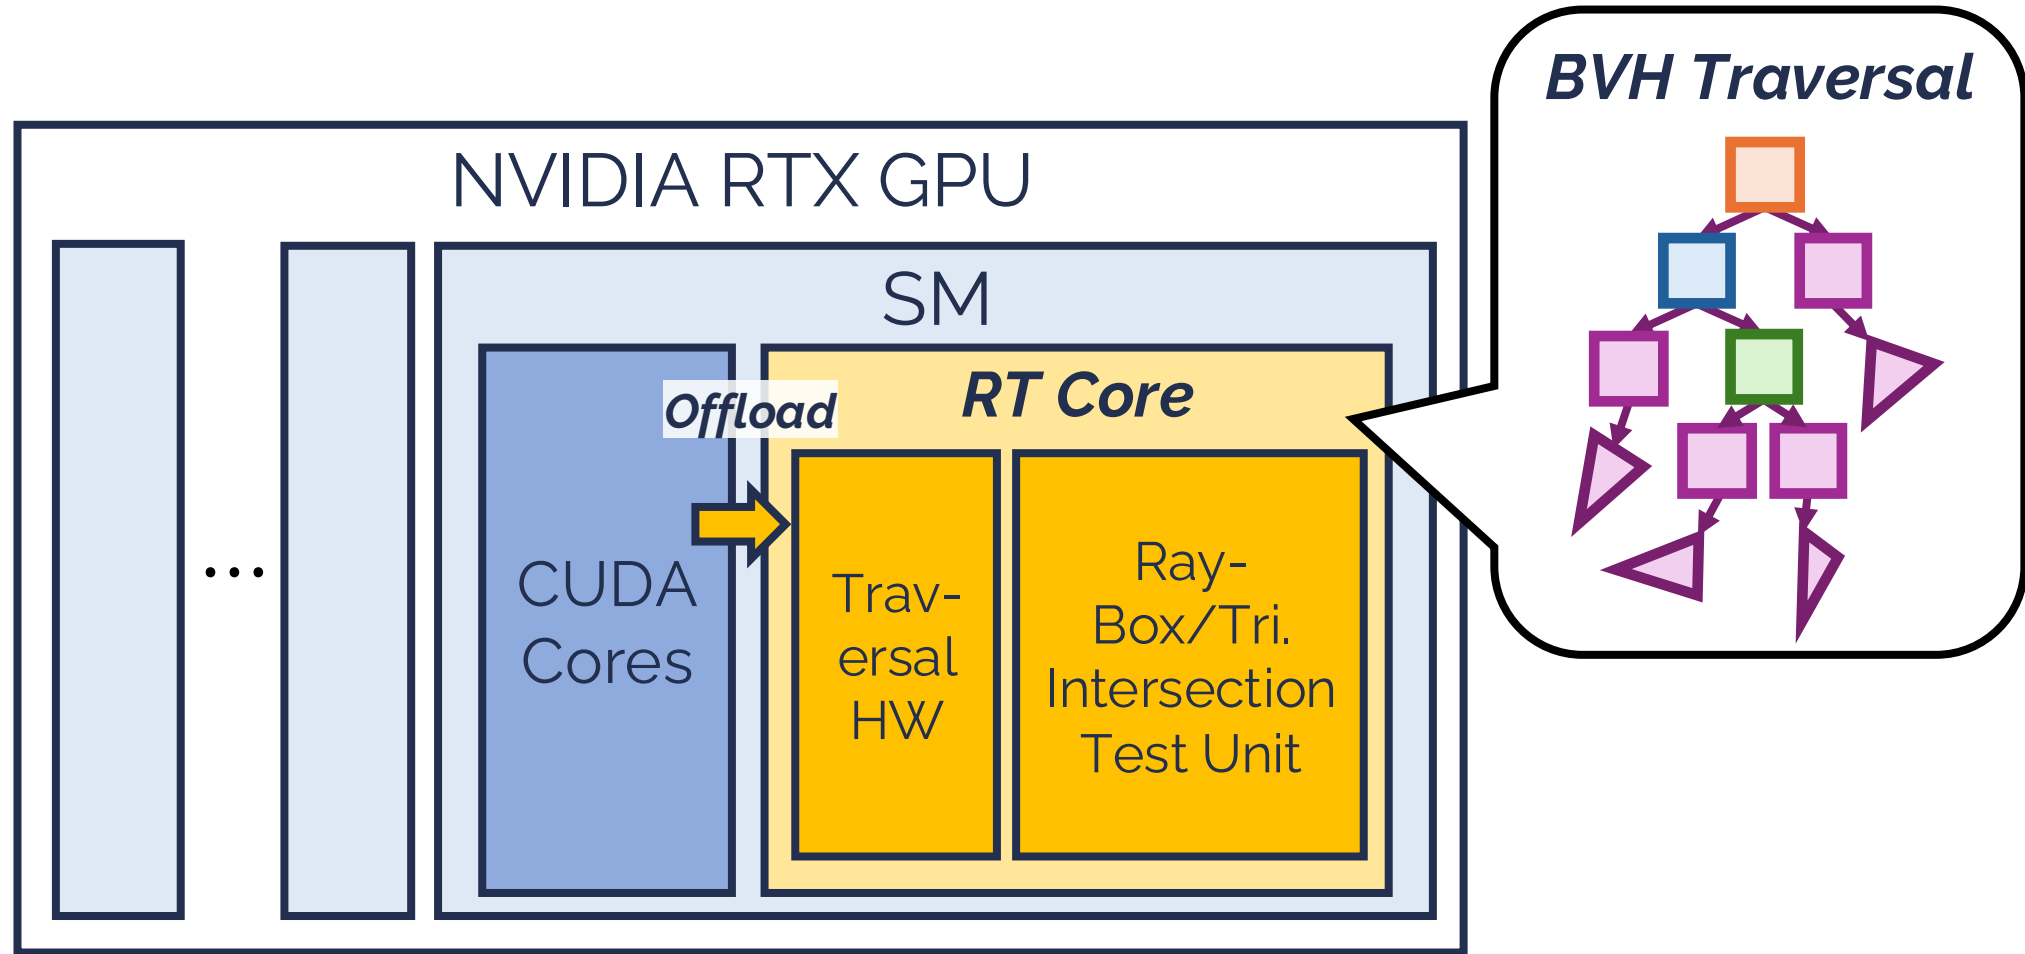 BVH Traversal
NVIDIA RTX GPU
SM
RT Core
Offload
...
CUDA
Cores
Trav-
ersal
HW
Ray-
Box/Tri.
Intersection
Test Unit